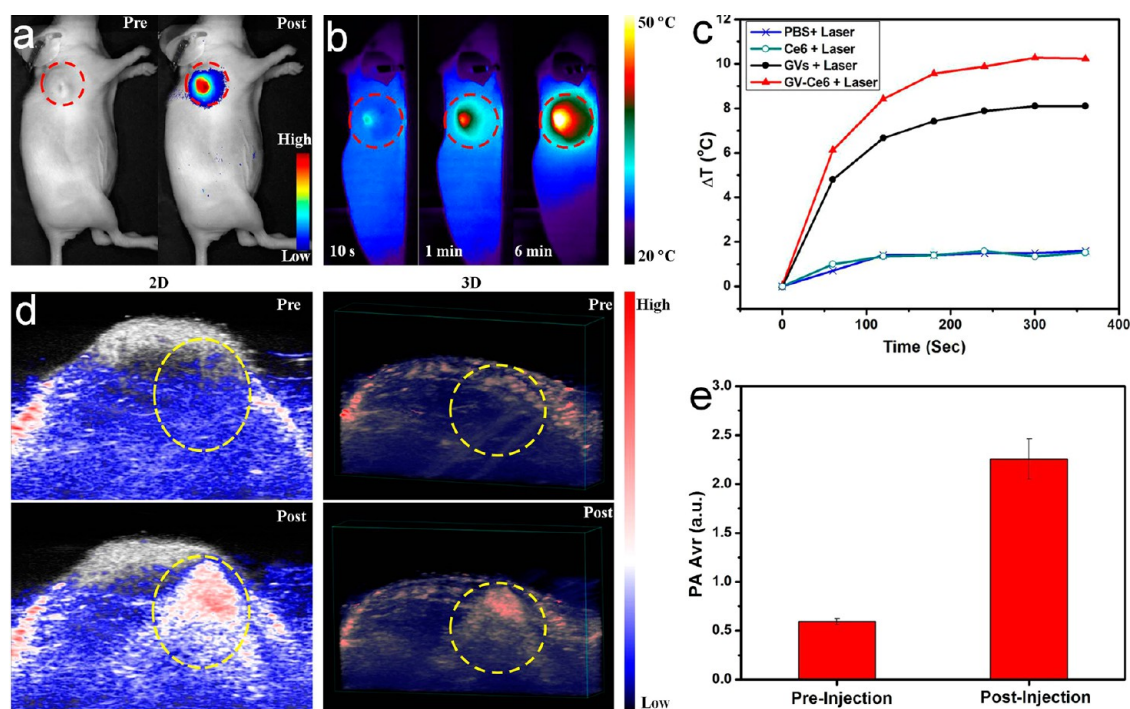 a
Pre
Post
High
Low
b
10 s
1 min
6 min
50 °C
20 °C
c
PBS+ Laser
Ce6 + Laser
GVs + Laser
GV-Ce6 + Laser
12
10
8
6
4
2
0
ΔT (°C)
0
100
200
300
400
Time (Sec)
2D
3D
d
Pre
Pre
High
Post
Post
Low
e
3.0
2.5
2.0
1.5
1.0
0.5
0.0
PA Avr (a.u.)
Pre-Injection
Post-Injection